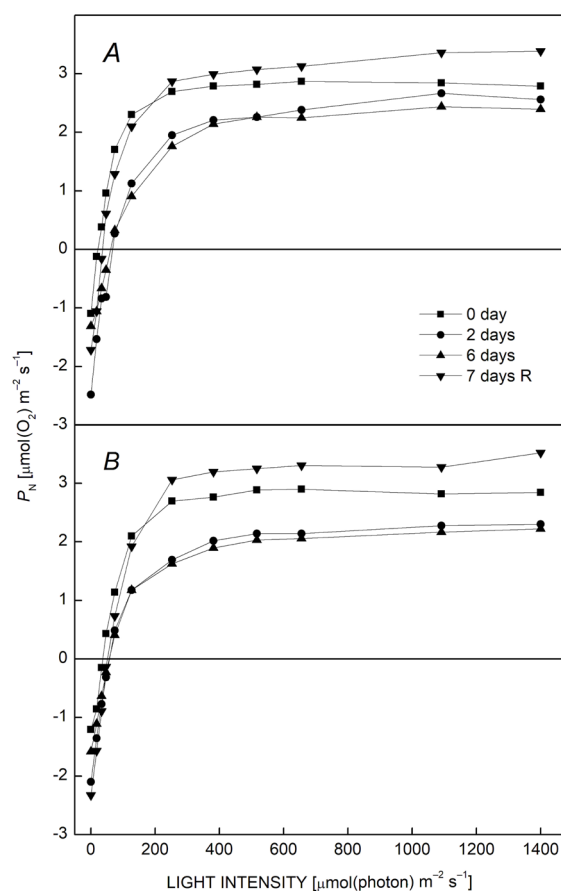 A
3
2
1
0
-1
-2
-3
0 day
2 days
6 days
7 days R
P_N [μmol(O₂) m⁻² s⁻¹]
B
3
2
1
0
-1
-2
-3
0 200 400 600 800 1000 1200 1400
LIGHT INTENSITY [μmol(photon) m⁻² s⁻¹]